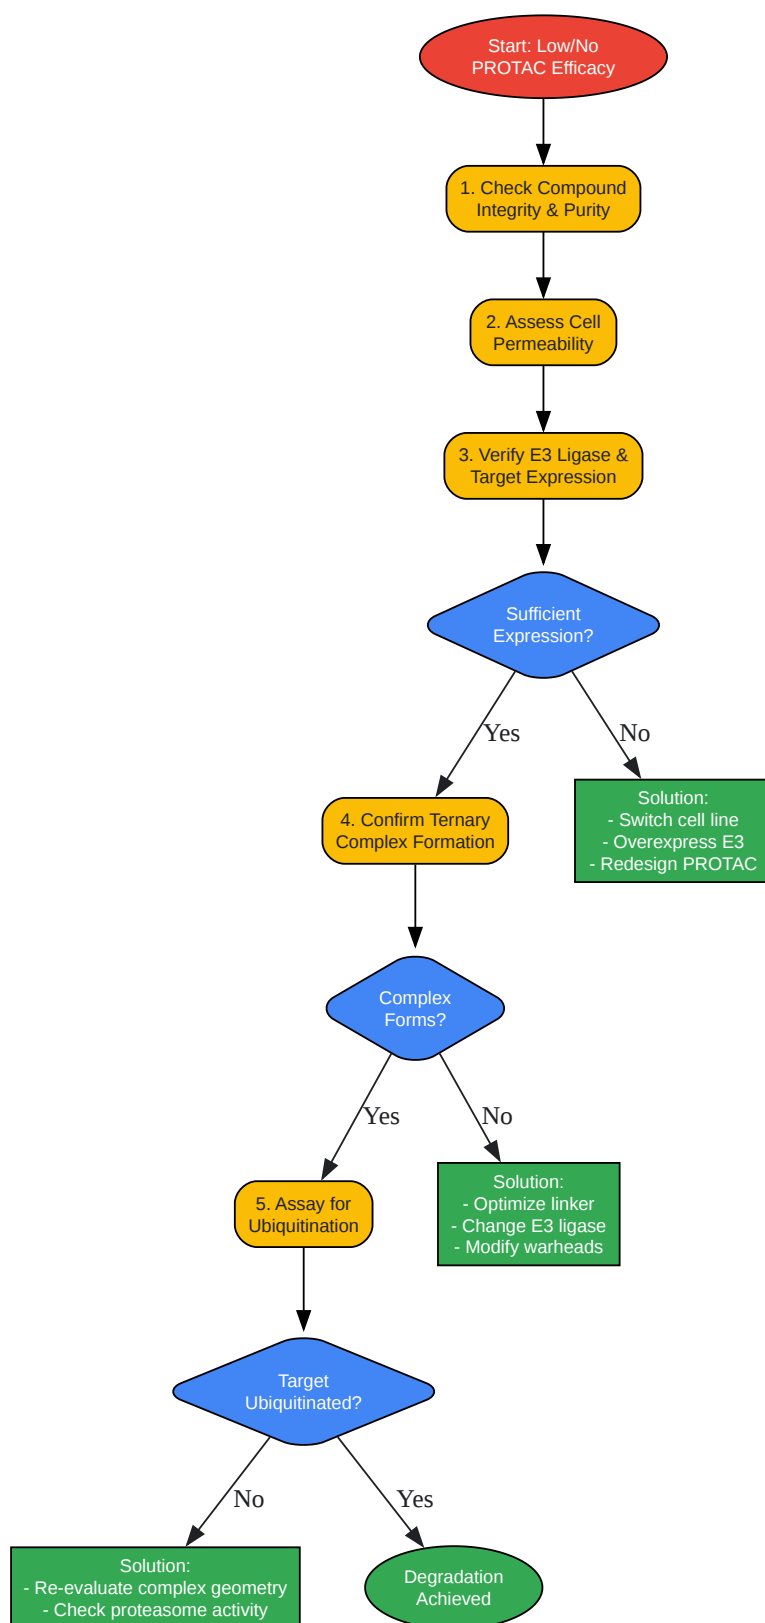 Start: Low/No
PROTAC Efficacy
1. Check Compound
Integrity & Purity
2. Assess Cell
Permeability
3. Verify E3 Ligase &
Target Expression
Sufficient
Expression?
Yes
No
4. Confirm Ternary
Complex Formation
Solution:
- Switch cell line
- Overexpress E3
- Redesign PROTAC
Complex
Forms?
Yes
No
5. Assay for
Ubiquitination
Solution:
- Optimize linker
- Change E3 ligase
- Modify warheads
Target
Ubiquitinated?
No
Yes
Solution:
- Re-evaluate complex geometry
- Check proteasome activity
Degradation
Achieved